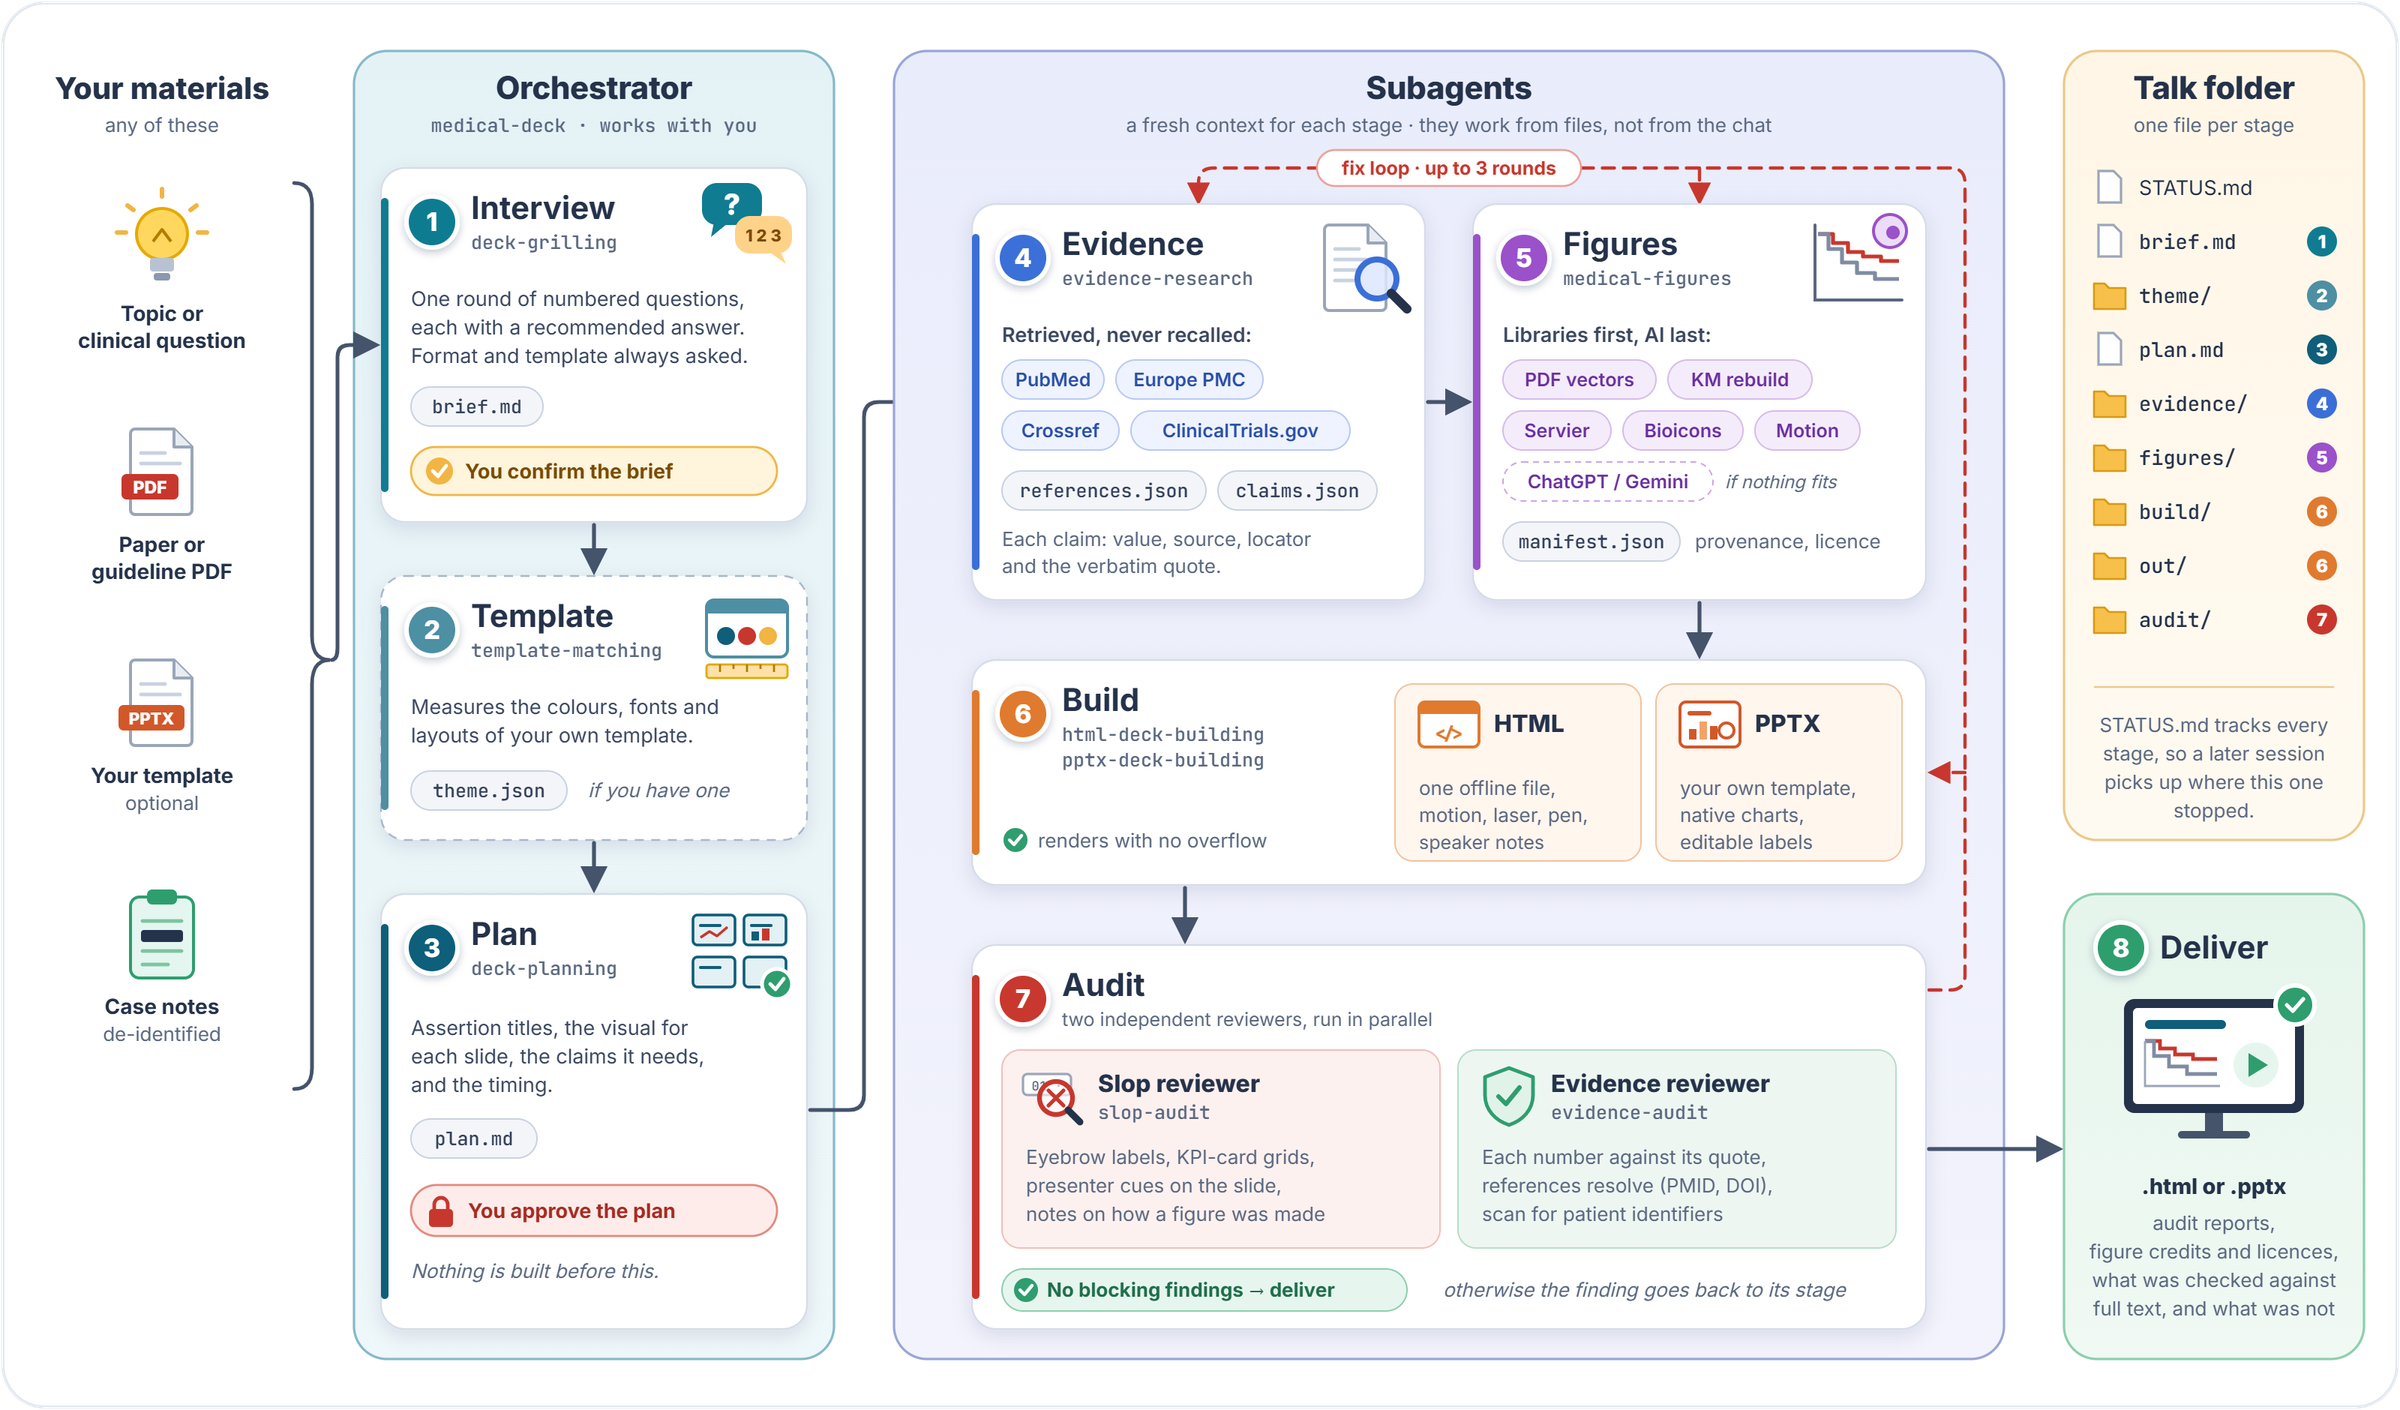 Your materials
any of these
Topic or
clinical question
PDF
Paper or
guideline PDF
PPTX
Your template
optional
Case notes
de-identified
Orchestrator
medical-deck · works with you
1
Interview
deck-grilling
?
1 2 3
One round of numbered questions,
each with a recommended answer.
Format and template always asked.
brief.md
You confirm the brief
2
Template
template-matching
Measures the colours, fonts and
layouts of your own template.
theme.json
if you have one
3
Plan
deck-planning
Assertion titles, the visual for
each slide, the claims it needs,
and the timing.
plan.md
You approve the plan
Nothing is built before this.
Subagents
a fresh context for each stage · they work from files, not from the chat
fix loop · up to 3 rounds
4
Evidence
evidence-research
Retrieved, never recalled:
PubMed
Europe PMC
Crossref
ClinicalTrials.gov
references.json
claims.json
Each claim: value, source, locator
and the verbatim quote.
5
Figures
medical-figures
Libraries first, AI last:
PDF vectors
KM rebuild
Servier
Bioicons
Motion
ChatGPT / Gemini
if nothing fits
manifest.json
provenance, licence
6
Build
html-deck-building
pptx-deck-building
renders with no overflow
</>
HTML
one offline file,
motion, laser, pen,
speaker notes
PPTX
your own template,
native charts,
editable labels
7
Audit
two independent reviewers, run in parallel
Slop reviewer
slop-audit
Eyebrow labels, KPI-card grids,
presenter cues on the slide,
notes on how a figure was made
Evidence reviewer
evidence-audit
Each number against its quote,
references resolve (PMID, DOI),
scan for patient identifiers
No blocking findings → deliver
otherwise the finding goes back to its stage
Talk folder
one file per stage
STATUS.md
brief.md 1
theme/ 2
plan.md 3
evidence/ 4
figures/ 5
build/ 6
out/ 6
audit/ 7
STATUS.md tracks every
stage, so a later session
picks up where this one
stopped.
8
Deliver
.html or .pptx
audit reports,
figure credits and licences,
what was checked against
full text, and what was not